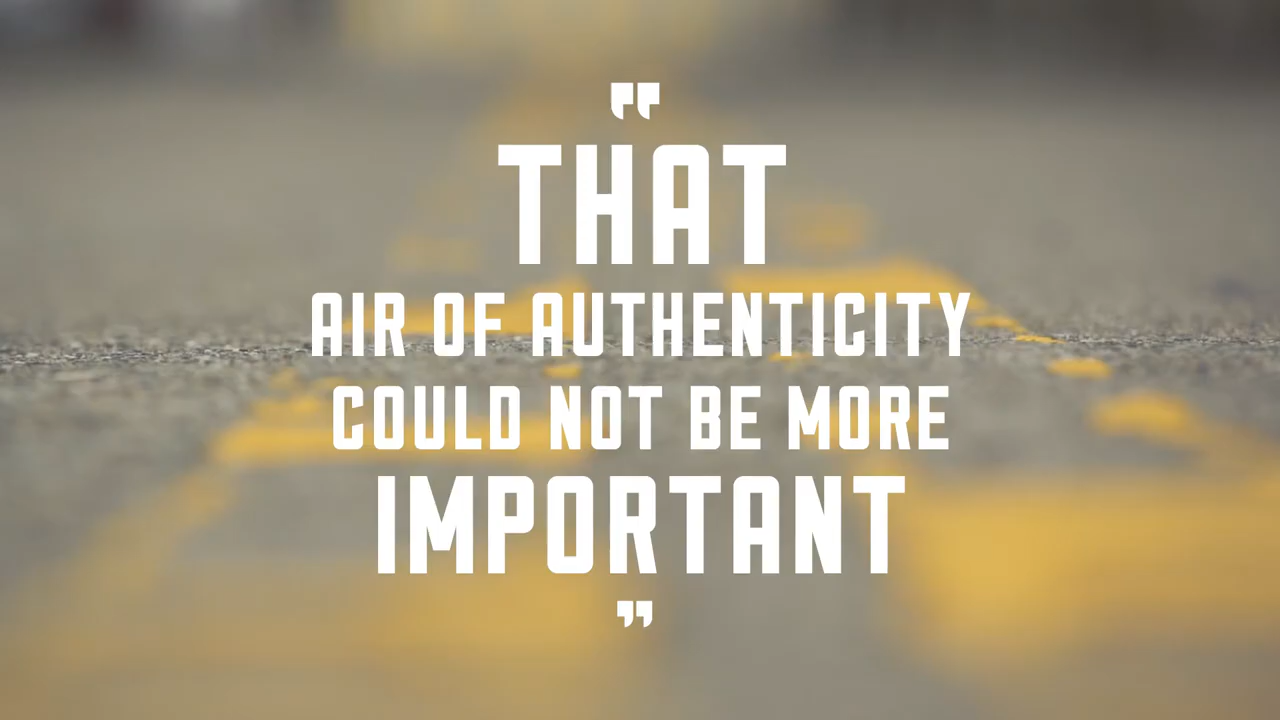 "
THAT
AIR OF AUTHENTICITY
COULD NOT BE MORE
IMPORTANT
"